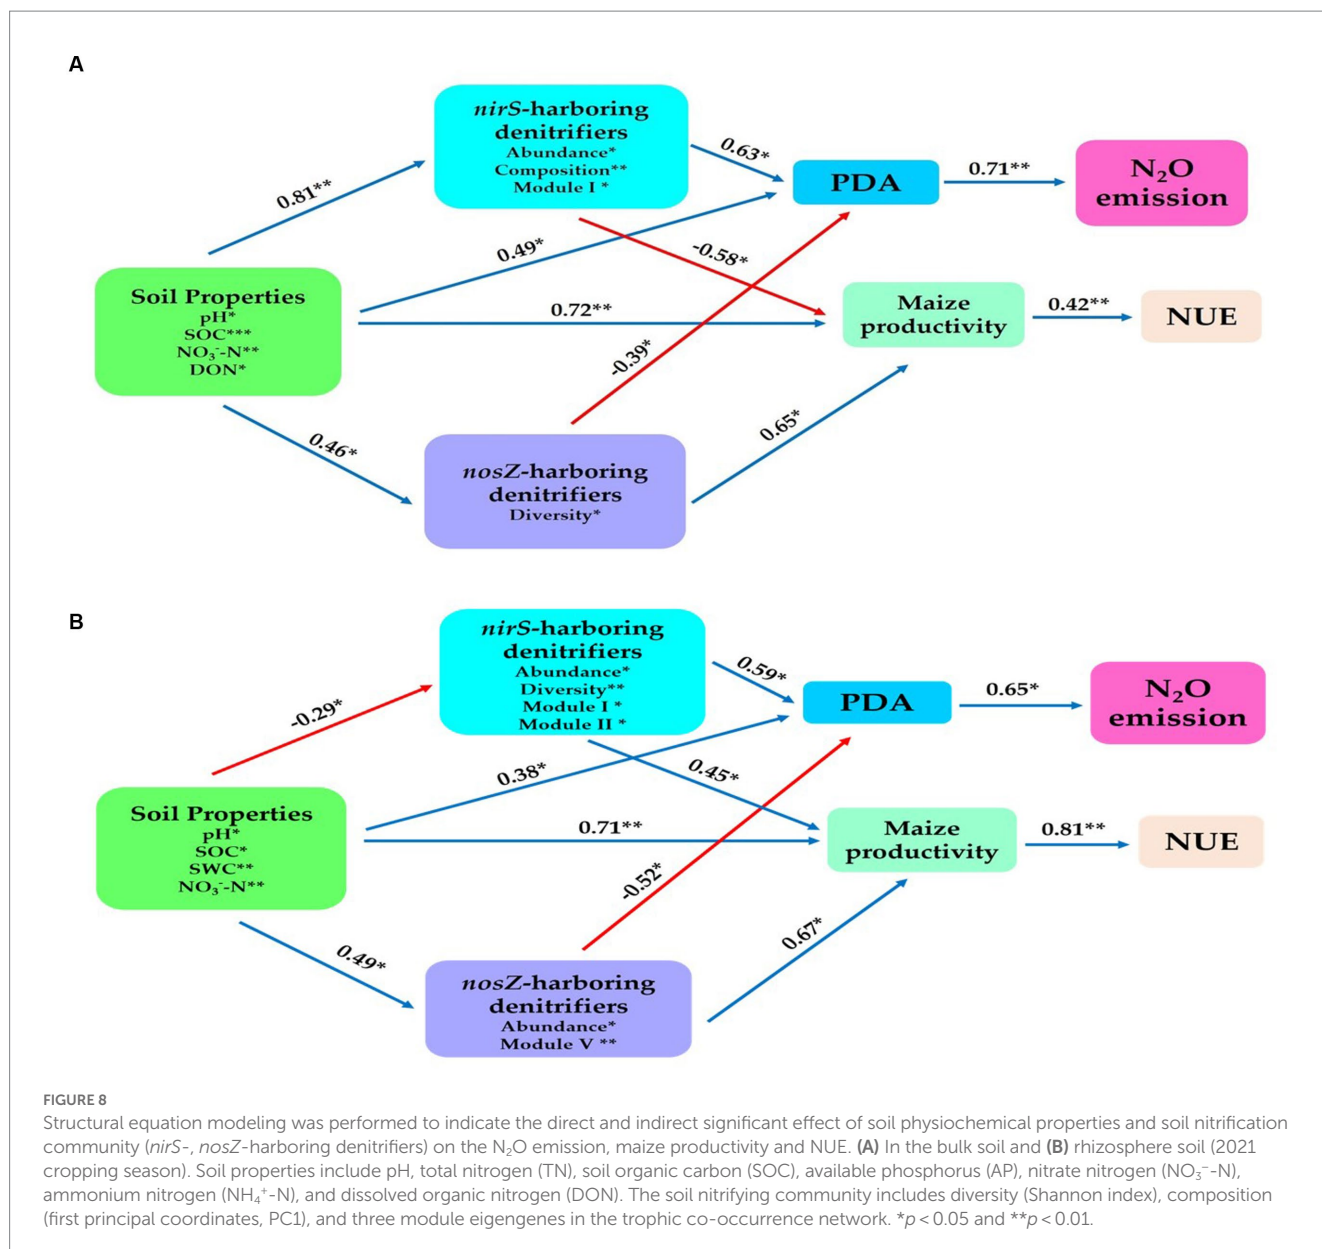 A
nirS-harboring
denitrifiers
Abundance*
Composition**
Module I *
0.63*
PDA
0.71**
N₂O
emission
0.81**
0.49*
-0.58*
Soil Properties
pH*
SOC***
NO₃⁻-N**
DON*
0.72**
Maize
productivity
0.42**
NUE
-0.39*
0.46*
0.65*
nosZ-harboring
denitrifiers
Diversity*
B
nirS-harboring
denitrifiers
Abundance*
Diversity**
Module I *
Module II *
0.59*
PDA
0.65*
N₂O
emission
-0.29*
0.38*
0.45*
Soil Properties
pH*
SOC*
SWC**
NO₃⁻-N**
0.71**
Maize
productivity
0.81**
NUE
-0.52*
0.49*
0.67*
nosZ-harboring
denitrifiers
Abundance*
Module V **
FIGURE 8
Structural equation modeling was performed to indicate the direct and indirect significant effect of soil physiochemical properties and soil nitrification
community (nirS-, nosZ-harboring denitrifiers) on the N₂O emission, maize productivity and NUE. (A) In the bulk soil and (B) rhizosphere soil (2021
cropping season). Soil properties include pH, total nitrogen (TN), soil organic carbon (SOC), available phosphorus (AP), nitrate nitrogen (NO₃⁻-N),
ammonium nitrogen (NH₄⁺-N), and dissolved organic nitrogen (DON). The soil nitrifying community includes diversity (Shannon index), composition
(first principal coordinates, PC1), and three module eigengenes in the trophic co-occurrence network. *p < 0.05 and **p < 0.01.